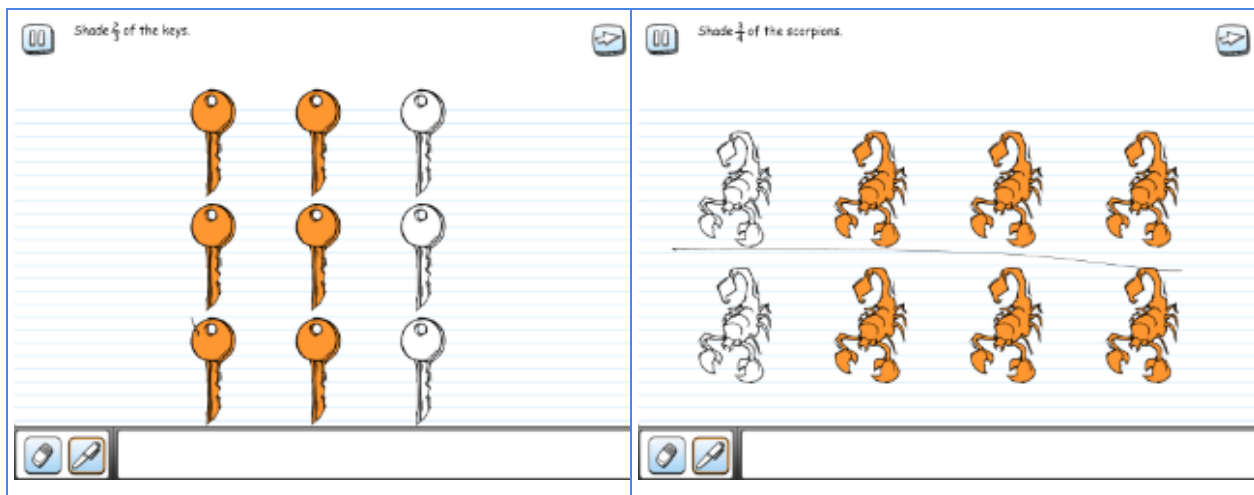 Shade 2/3 of the keys.
Shade 3/4 of the scorpions.